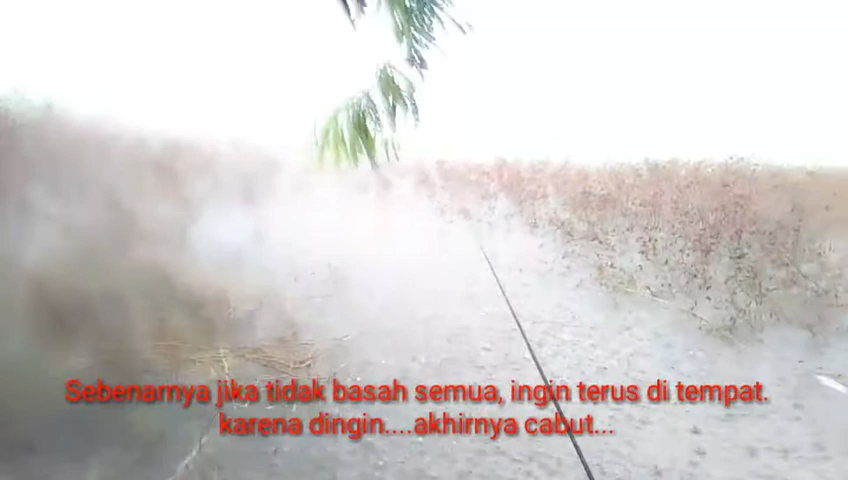 Sebenarnya jika tidak basah semua, ingin terus di tempat.
karena dingin....akhirnya cabut...